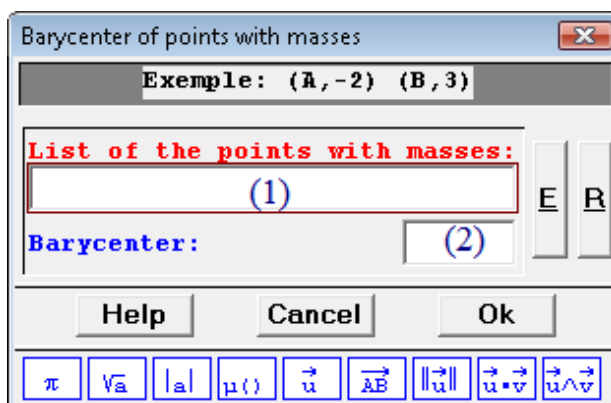 Barycenter of points with masses
Exemple: (A,-2) (B,3)
List of the points with masses:
(1)
E R
Barycenter: (2)
Help Cancel Ok
π √a |a| μ() u⃗ A͞B⃗ ‖u⃗‖ u⃗▪v⃗ u⃗∧v⃗